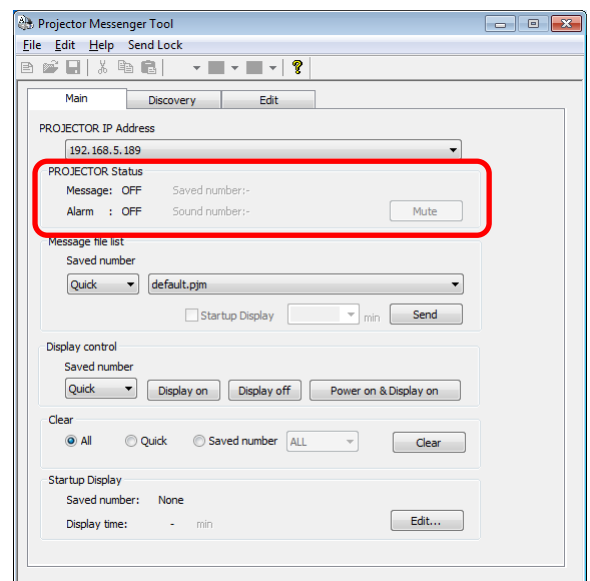 Projector Messenger Tool
File Edit Help Send Lock
Main Discovery Edit
PROJECTOR IP Address
192.168.5.189
PROJECTOR Status
Message: OFF Saved number:-
Alarm : OFF Sound number:- Mute
Message file list
Saved number
Quick default.pjm
Startup Display min Send
Display control
Saved number
Quick Display on Display off Power on & Display on
Clear
All Quick Saved number ALL Clear
Startup Display
Saved number: None
Display time: - min Edit...